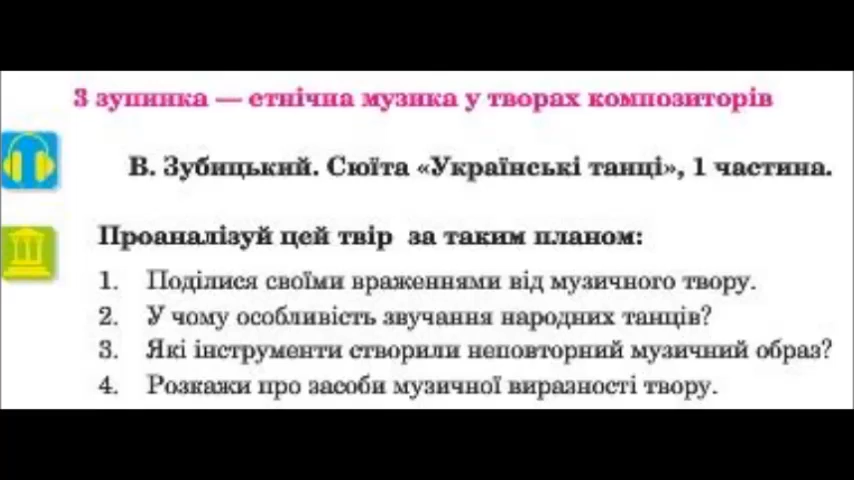 3 зупинка — етнічна музика у творах композиторів
В. Зубицький. Сюїта «Українські танці», 1 частина.
Проаналізуй цей твір за таким планом:
1. Поділися своїми враженнями від музичного твору.
2. У чому особливість звучання народних танців?
3. Які інструменти створили неповторний музичний образ?
4. Розкажи про засоби музичної виразності твору.